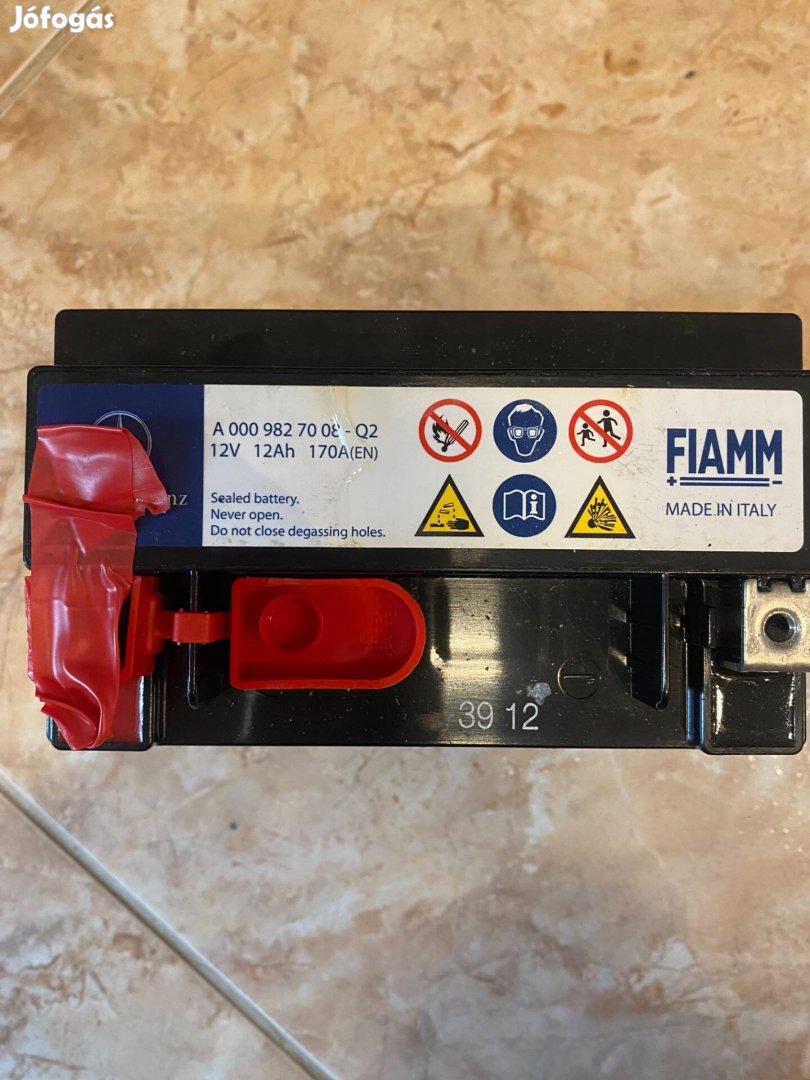 Jófogás
A 000 982 70 08 - Q2
12V 12Ah 170A(EN)
Sealed battery.
Never open.
Do not close degassing holes.
FIAMM
MADE IN ITALY
39 12